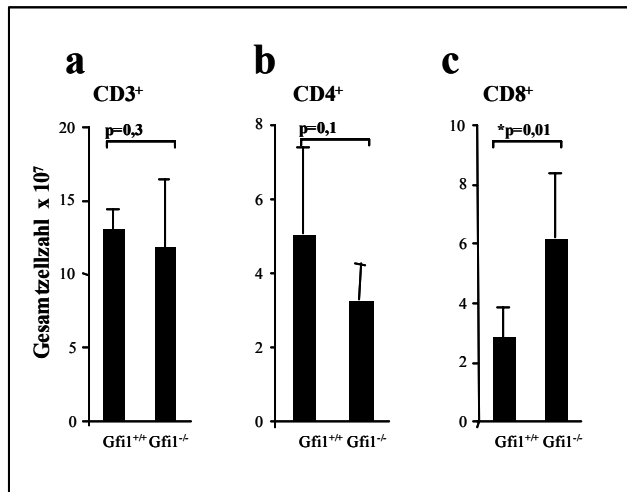 a
CD3⁺
p=0,3
20
15
10
5
0
Gfi1⁺/⁺ Gfi1⁻/⁻
Gesamtzellzahl x 10⁷
b
CD4⁺
p=0,1
8
6
4
2
0
Gfi1⁺/⁺ Gfi1⁻/⁻
c
CD8⁺
*p=0,01
10
8
6
4
2
0
Gfi1⁺/⁺ Gfi1⁻/⁻